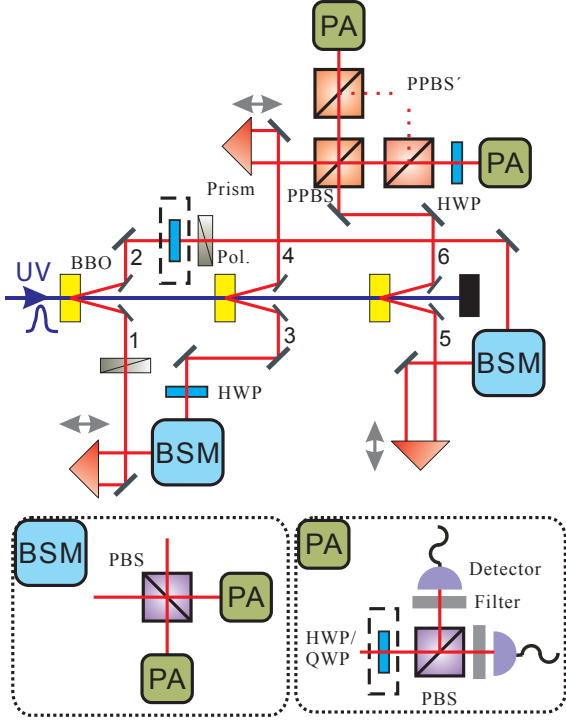 PA
PPBS´
PA
Prism
PPBS
HWP
BBO
2
Pol.
4
6
UV
1
3
5
HWP
BSM
BSM
BSM
PBS
PA
PA
PA
Detector
Filter
HWP/
QWP
PBS